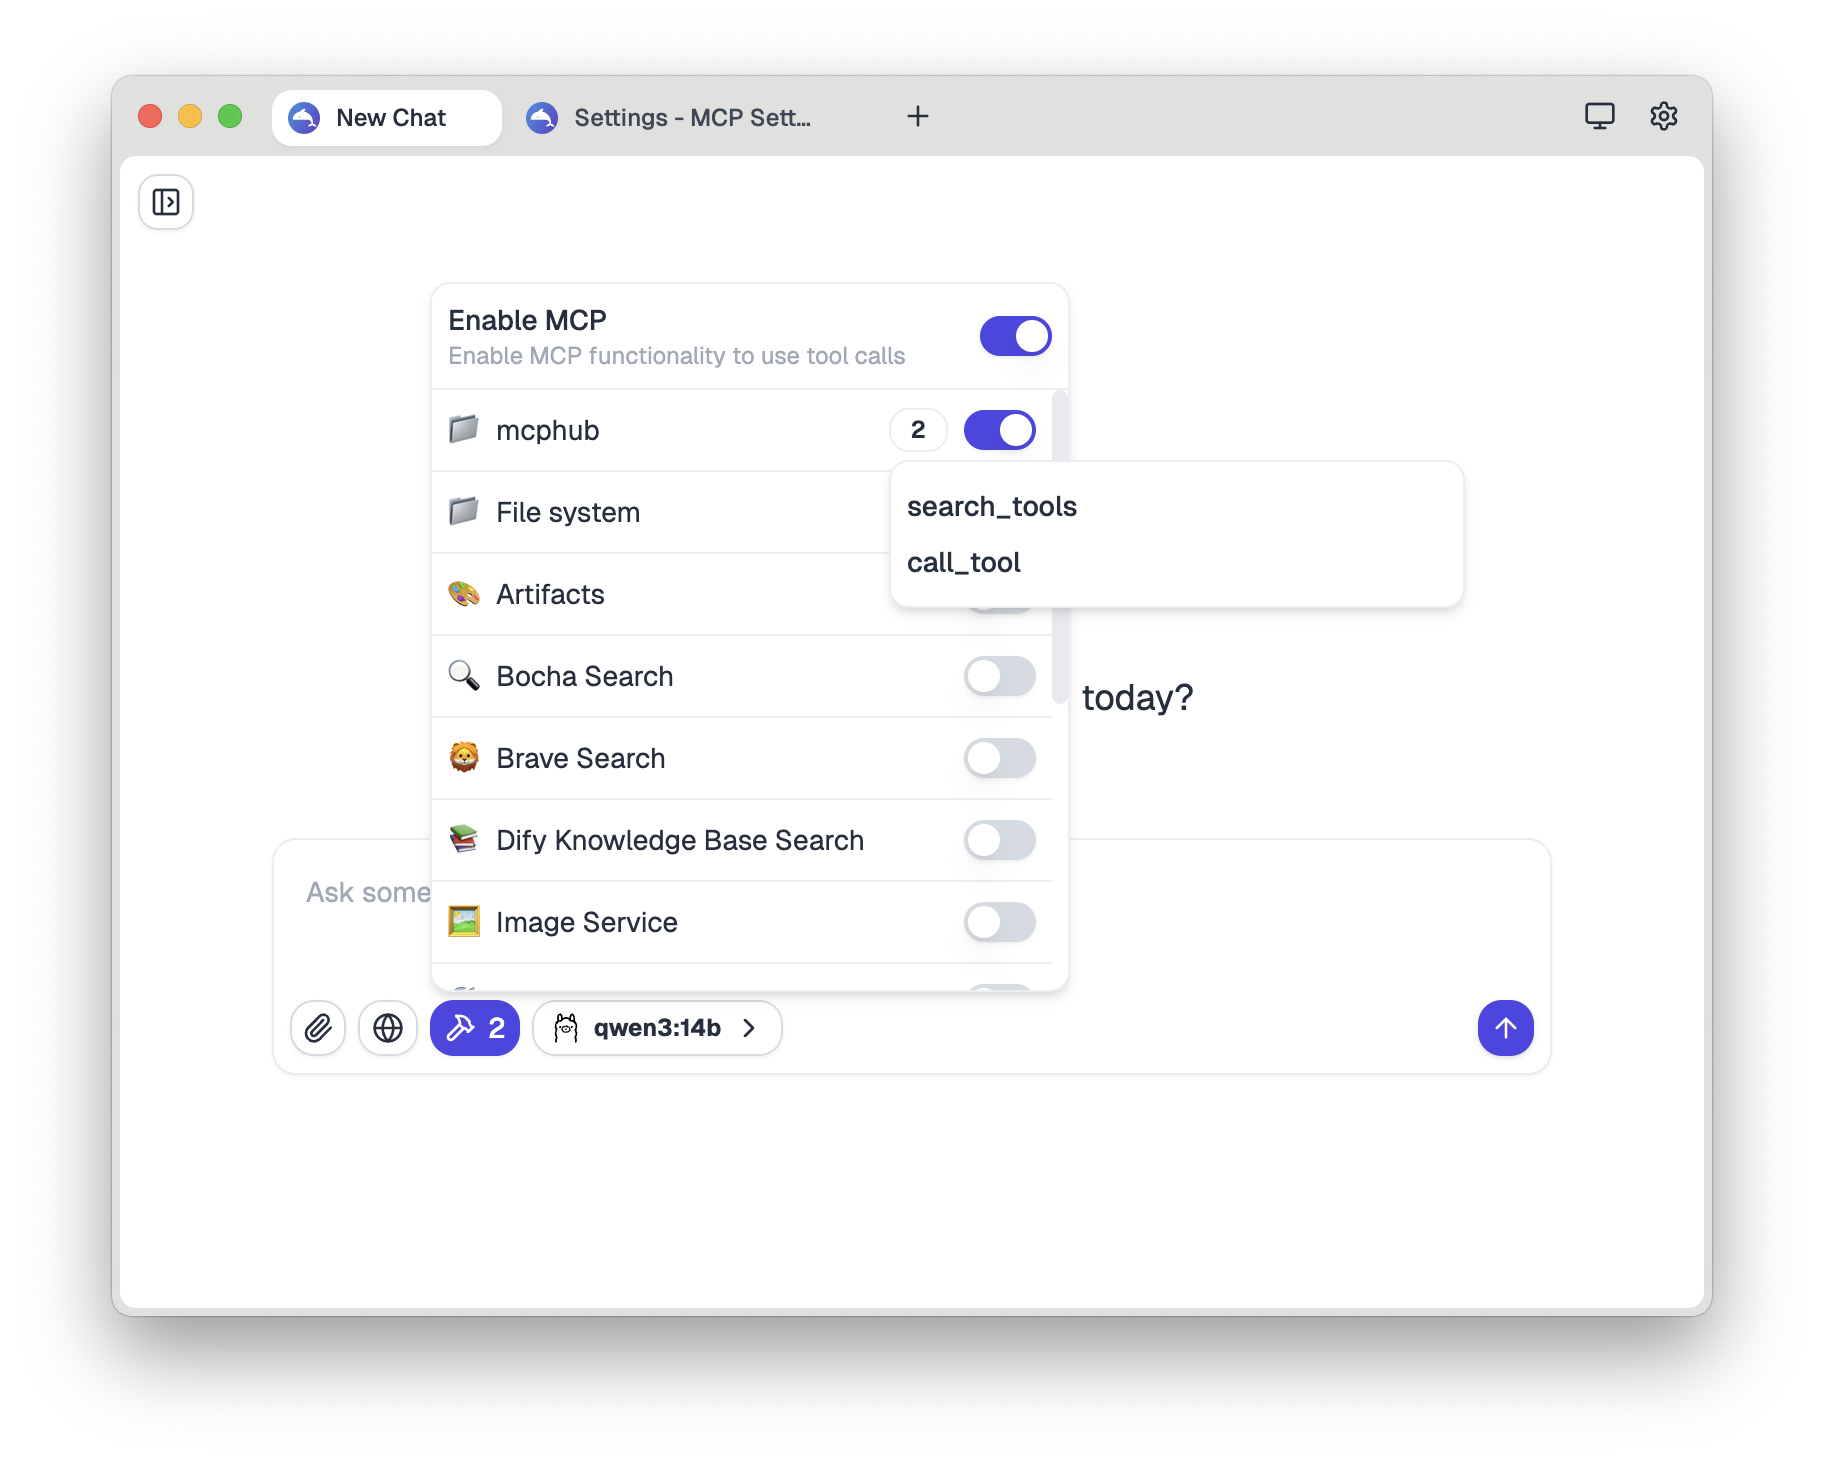 New Chat
Settings - MCP Sett...
Enable MCP
Enable MCP functionality to use tool calls
mcphub
2
File system
search_tools
call_tool
Artifacts
Bocha Search
today?
Brave Search
Dify Knowledge Base Search
Ask some
Image Service
2
qwen3:14b